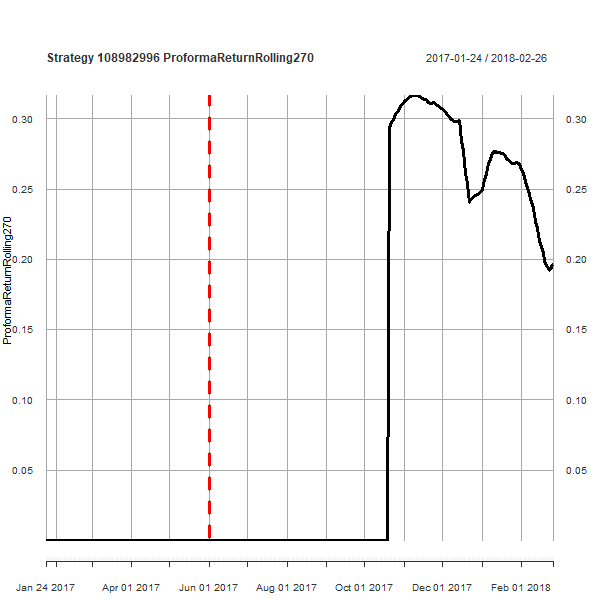 Strategy 108982996 ProformaReturnRolling270
2017-01-24 / 2018-02-26
0.30 0.30
0.25 0.25
0.20 0.20
ProformaReturnRolling270
0.15 0.15
0.10 0.10
0.05 0.05
Jan 24 2017 Apr 01 2017 Jun 01 2017 Aug 01 2017 Oct 01 2017 Dec 01 2017 Feb 01 2018